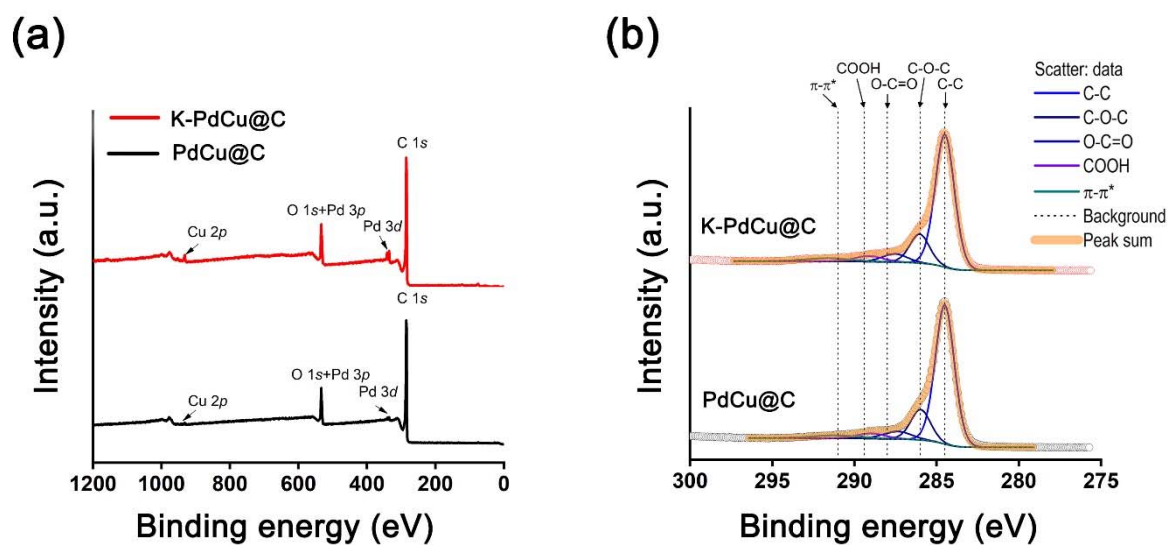 (a)
K-PdCu@C
PdCu@C
C 1s
O 1s+Pd 3p
Pd 3d
Cu 2p
C 1s
O 1s+Pd 3p
Pd 3d
Cu 2p
Intensity (a.u.)
1200 1000 800 600 400 200 0
Binding energy (eV)
(b)
COOH
C-O-C
π-π*
O-C=O
C-C
Scatter: data
C-C
C-O-C
O-C=O
COOH
π-π*
Background
Peak sum
K-PdCu@C
PdCu@C
Intensity (a.u.)
300 295 290 285 280 275
Binding energy (eV)